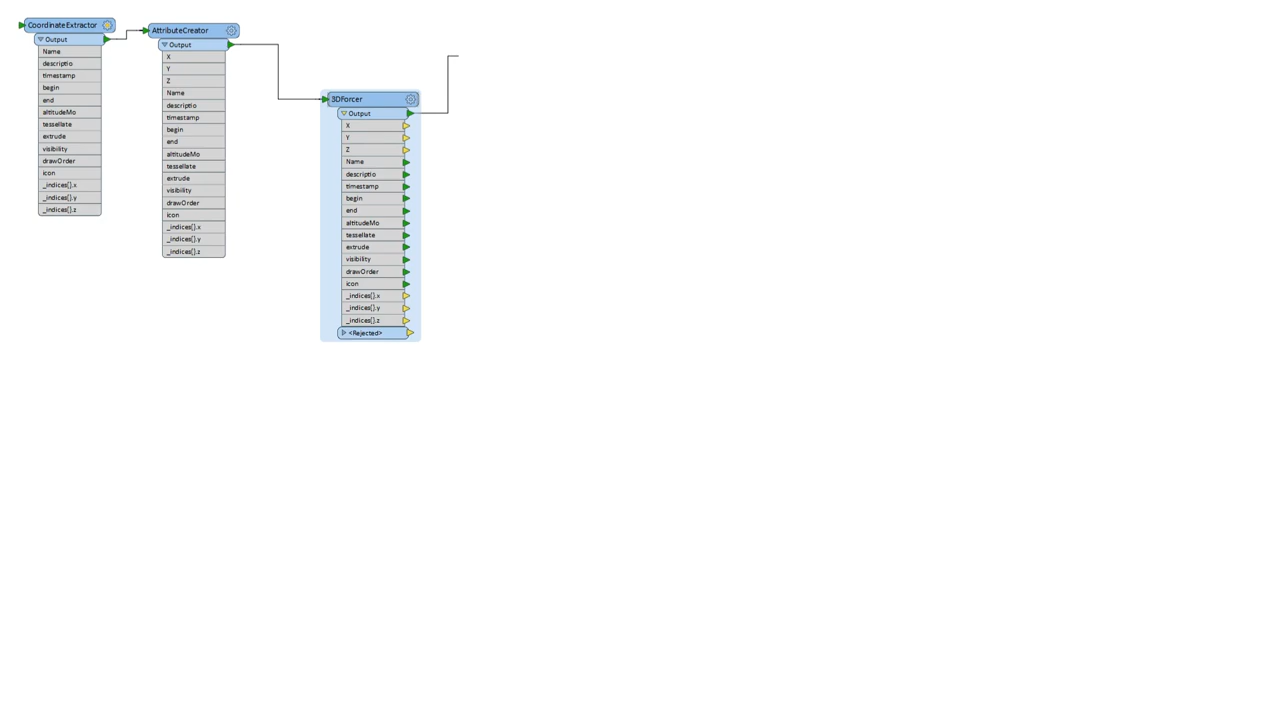 CoordinateExtractor
Output
Name
descriptio
timestamp
begin
end
altitudeMo
tessellate
extrude
visibility
drawOrder
icon
_indices{}.x
_indices{}.y
_indices{}.z
AttributeCreator
Output
X
Y
Z
Name
descriptio
timestamp
begin
end
altitudeMo
tessellate
extrude
visibility
drawOrder
icon
_indices{}.x
_indices{}.y
_indices{}.z
3DForcer
Output
X
Y
Z
Name
descriptio
timestamp
begin
end
altitudeMo
tessellate
extrude
visibility
drawOrder
icon
_indices{}.x
_indices{}.y
_indices{}.z
<Rejected>